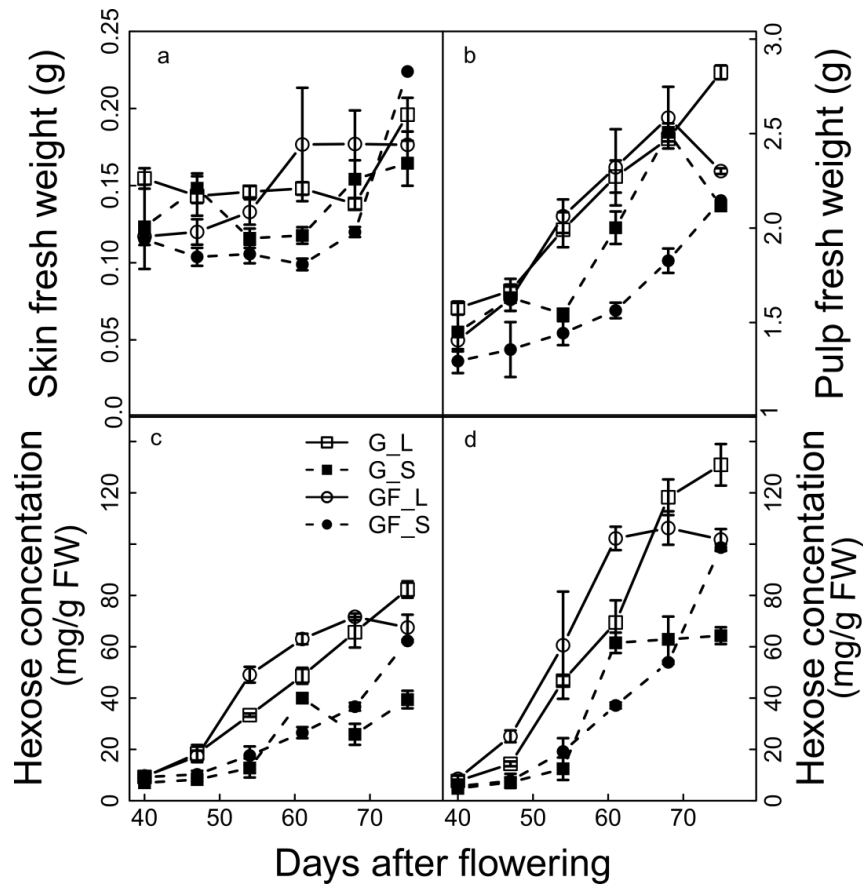 a
b
Skin fresh weight (g)
0.0
0.05
0.10
0.15
0.20
0.25
Pulp fresh weight (g)
1
1.5
2.0
2.5
3.0
c
d
G_L
G_S
GF_L
GF_S
Hexose concentration
(mg/g FW)
0
20
40
60
80
120
Hexose concentration
(mg/g FW)
0
20
40
60
80
120
40
50
60
70
40
50
60
70
Days after flowering